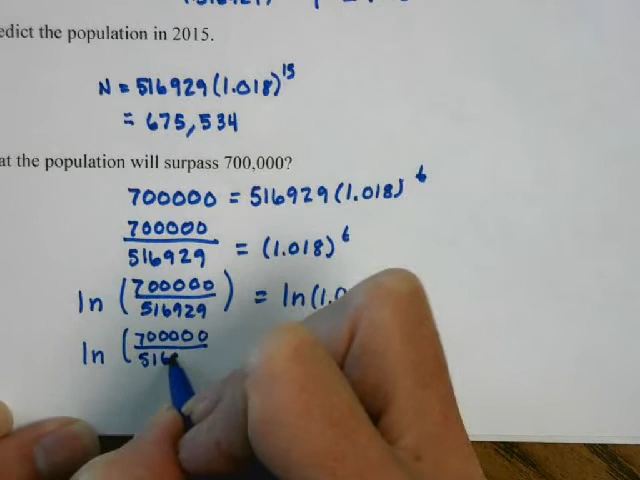 edict the population in 2015.
N = 516929(1.018)^15
= 675,534
at the population will surpass 700,000?
700000 = 516929(1.018)^t
700000/516929 = (1.018)^t
ln (700000/516929) = ln(1.0
ln (700000/516